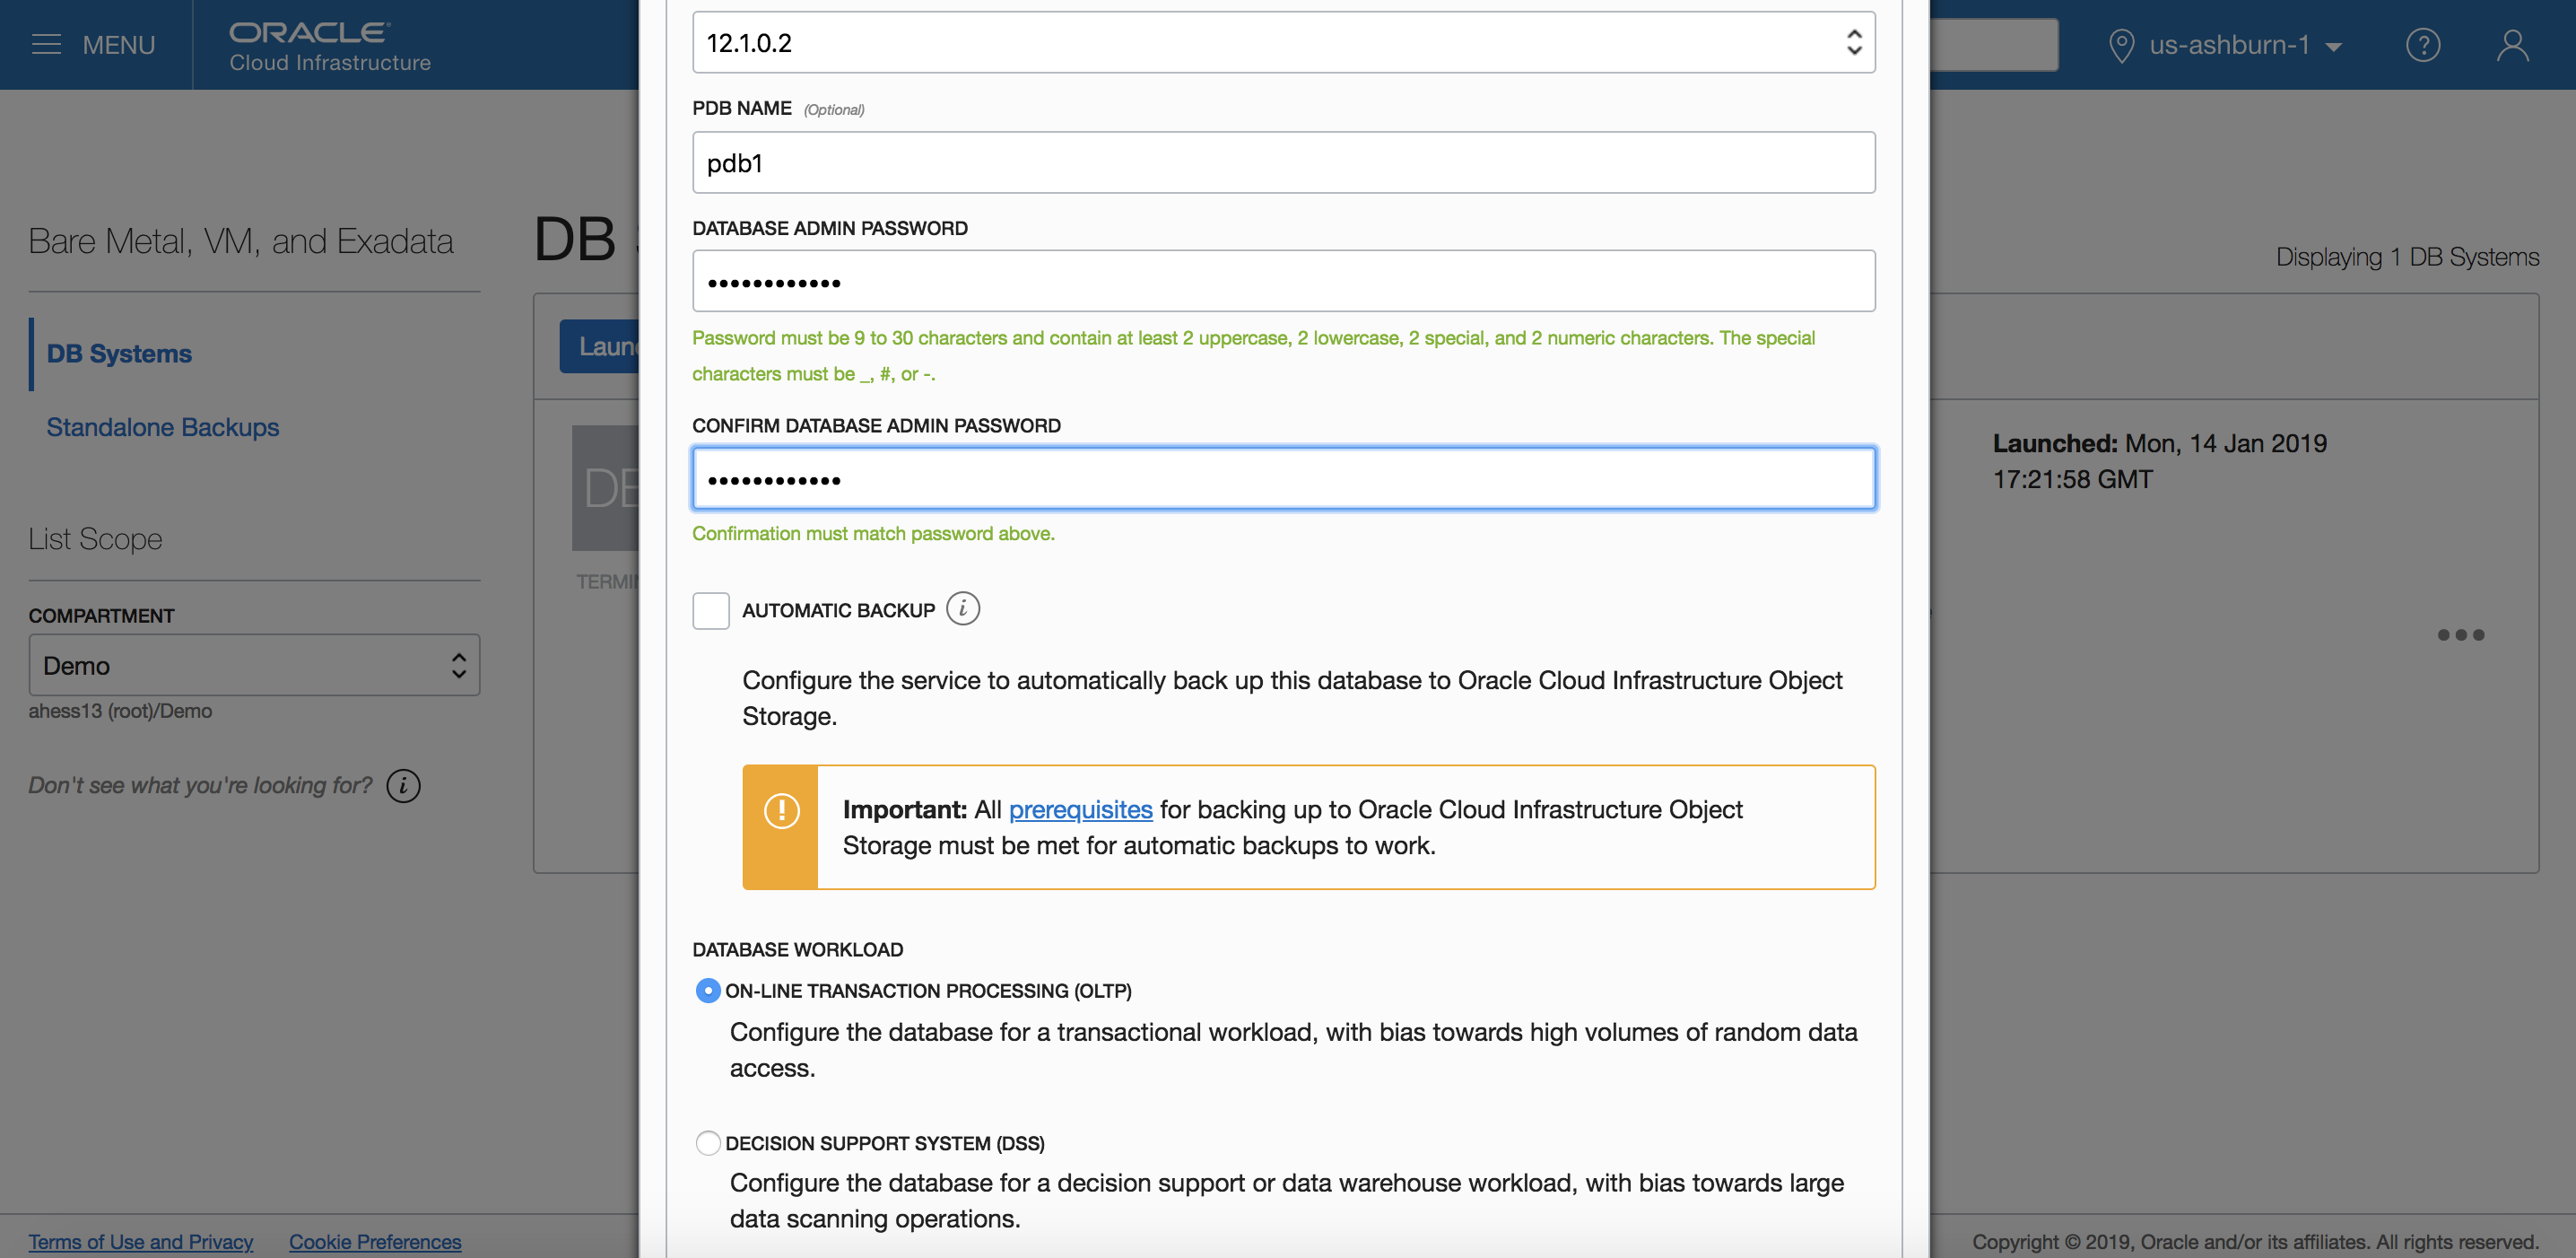 MENU
ORACLE
Cloud Infrastructure
us-ashburn-1
Bare Metal, VM, and Exadata
DB Systems
Standalone Backups
List Scope
COMPARTMENT
Demo
ahess13 (root)/Demo
Don't see what you're looking for?
DB
Displaying 1 DB Systems
Launched: Mon, 14 Jan 2019
17:21:58 GMT
12.1.0.2
PDB NAME (Optional)
pdb1
DATABASE ADMIN PASSWORD
••••••••••••
Password must be 9 to 30 characters and contain at least 2 uppercase, 2 lowercase, 2 special, and 2 numeric characters. The special
characters must be _, #, or -.
CONFIRM DATABASE ADMIN PASSWORD
••••••••••••
Confirmation must match password above.
AUTOMATIC BACKUP
Configure the service to automatically back up this database to Oracle Cloud Infrastructure Object
Storage.
Important: All prerequisites for backing up to Oracle Cloud Infrastructure Object
Storage must be met for automatic backups to work.
DATABASE WORKLOAD
ON-LINE TRANSACTION PROCESSING (OLTP)
Configure the database for a transactional workload, with bias towards high volumes of random data
access.
DECISION SUPPORT SYSTEM (DSS)
Configure the database for a decision support or data warehouse workload, with bias towards large
data scanning operations.
Terms of Use and Privacy Cookie Preferences
Copyright © 2019, Oracle and/or its affiliates. All rights reserved.